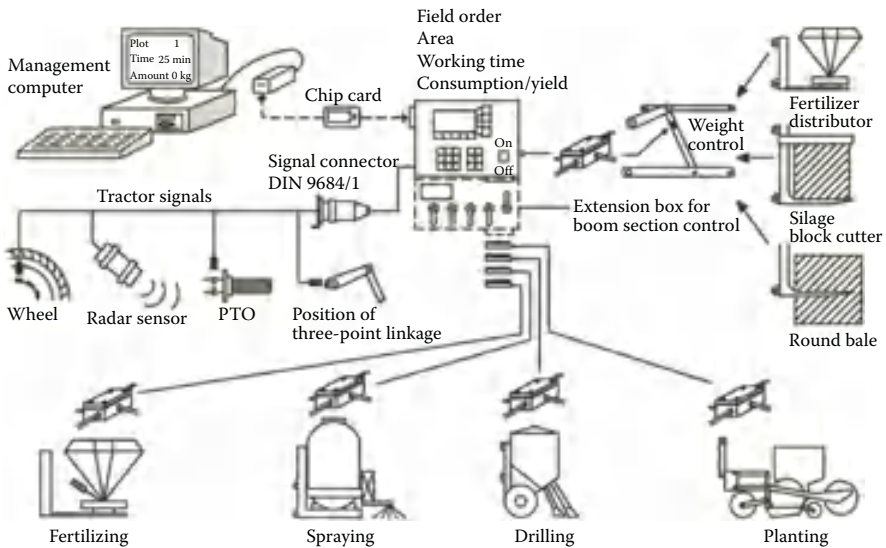 Field order
Area
Working time
Consumption/yield
Plot 1
Time 25 min
Amount 0 kg
Management
computer
Chip card
On
Off
Weight
control
Fertilizer
distributor
Signal connector
DIN 9684/1
Tractor signals
Extension box for
boom section control
Silage
block cutter
Wheel
Radar sensor
PTO
Position of
three-point linkage
Round bale
Fertilizing
Spraying
Drilling
Planting